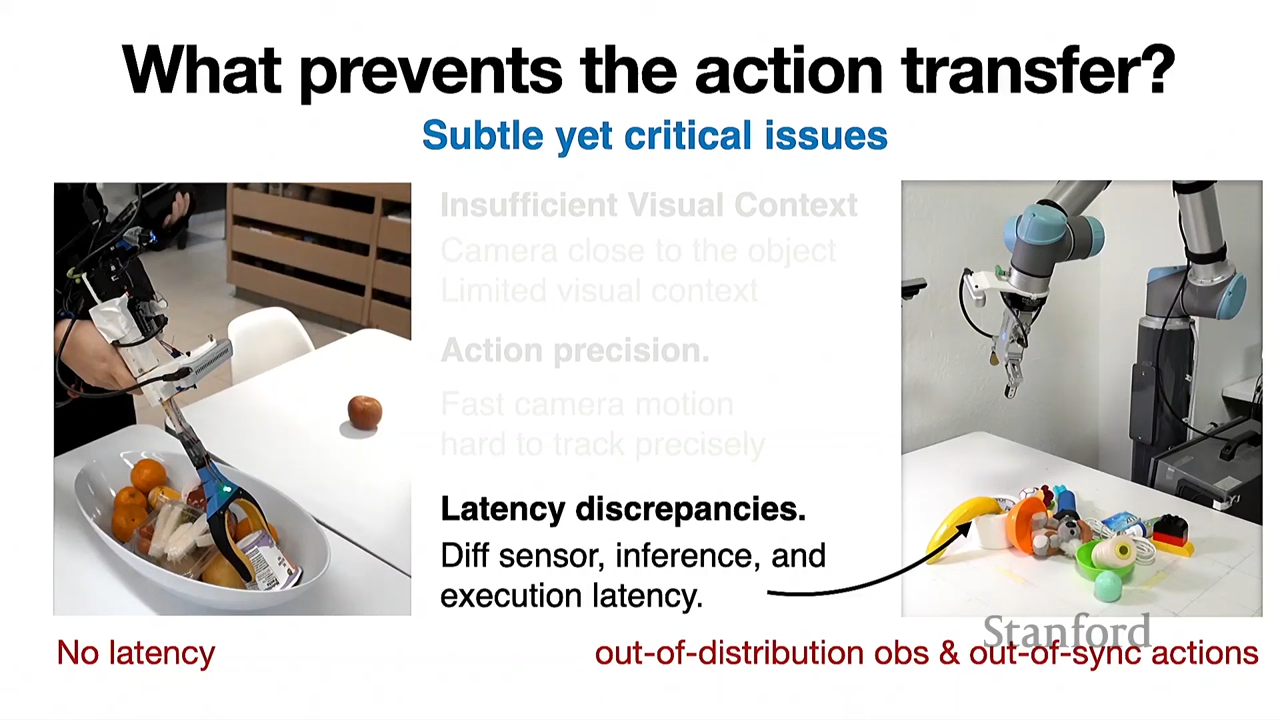 What prevents the action transfer?
Subtle yet critical issues
Insufficient Visual Context
Camera close to the object
Limited visual context
Action precision.
Fast camera motion
hard to track precisely
Latency discrepancies.
Diff sensor, inference, and
execution latency.
No latency
out-of-distribution obs & out-of-sync actions
Stanford